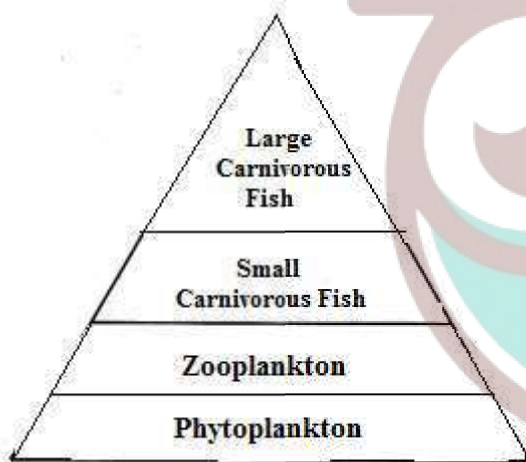 Large
Carnivorous
Fish
Small
Carnivorous Fish
Zooplankton
Phytoplankton